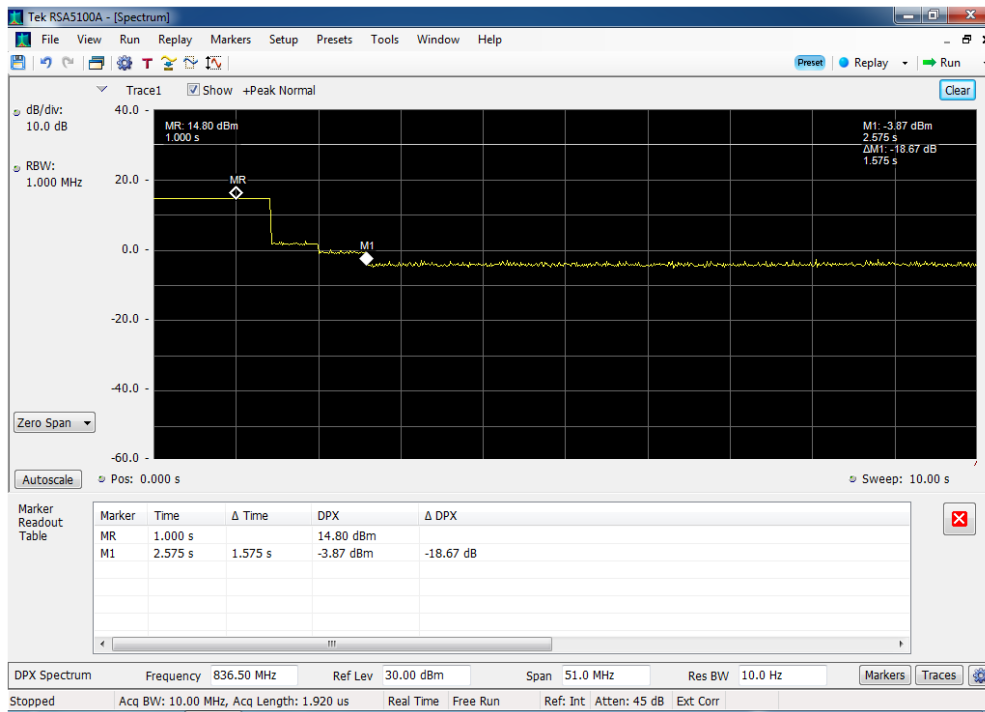 Tek RSA5100A - [Spectrum]
File View Run Replay Markers Setup Presets Tools Window Help
T Preset Replay Run
Trace1 Show +Peak Normal Clear
dB/div:
10.0 dB
RBW:
1.000 MHz
40.0 -
20.0 -
0.0 -
-20.0 -
-40.0 -
-60.0 -
MR: 14.80 dBm
1.000 s
M1: -3.87 dBm
2.575 s
ΔM1: -18.67 dB
1.575 s
MR
M1
Zero Span
Autoscale Pos: 0.000 s Sweep: 10.00 s
Marker
Readout
Table
Marker Time Δ Time DPX Δ DPX
MR 1.000 s 14.80 dBm
M1 2.575 s 1.575 s -3.87 dBm -18.67 dB
DPX Spectrum Frequency 836.50 MHz Ref Lev 30.00 dBm Span 51.0 MHz Res BW 10.0 Hz Markers Traces
Stopped Acq BW: 10.00 MHz, Acq Length: 1.920 us Real Time Free Run Ref: Int Atten: 45 dB Ext Corr